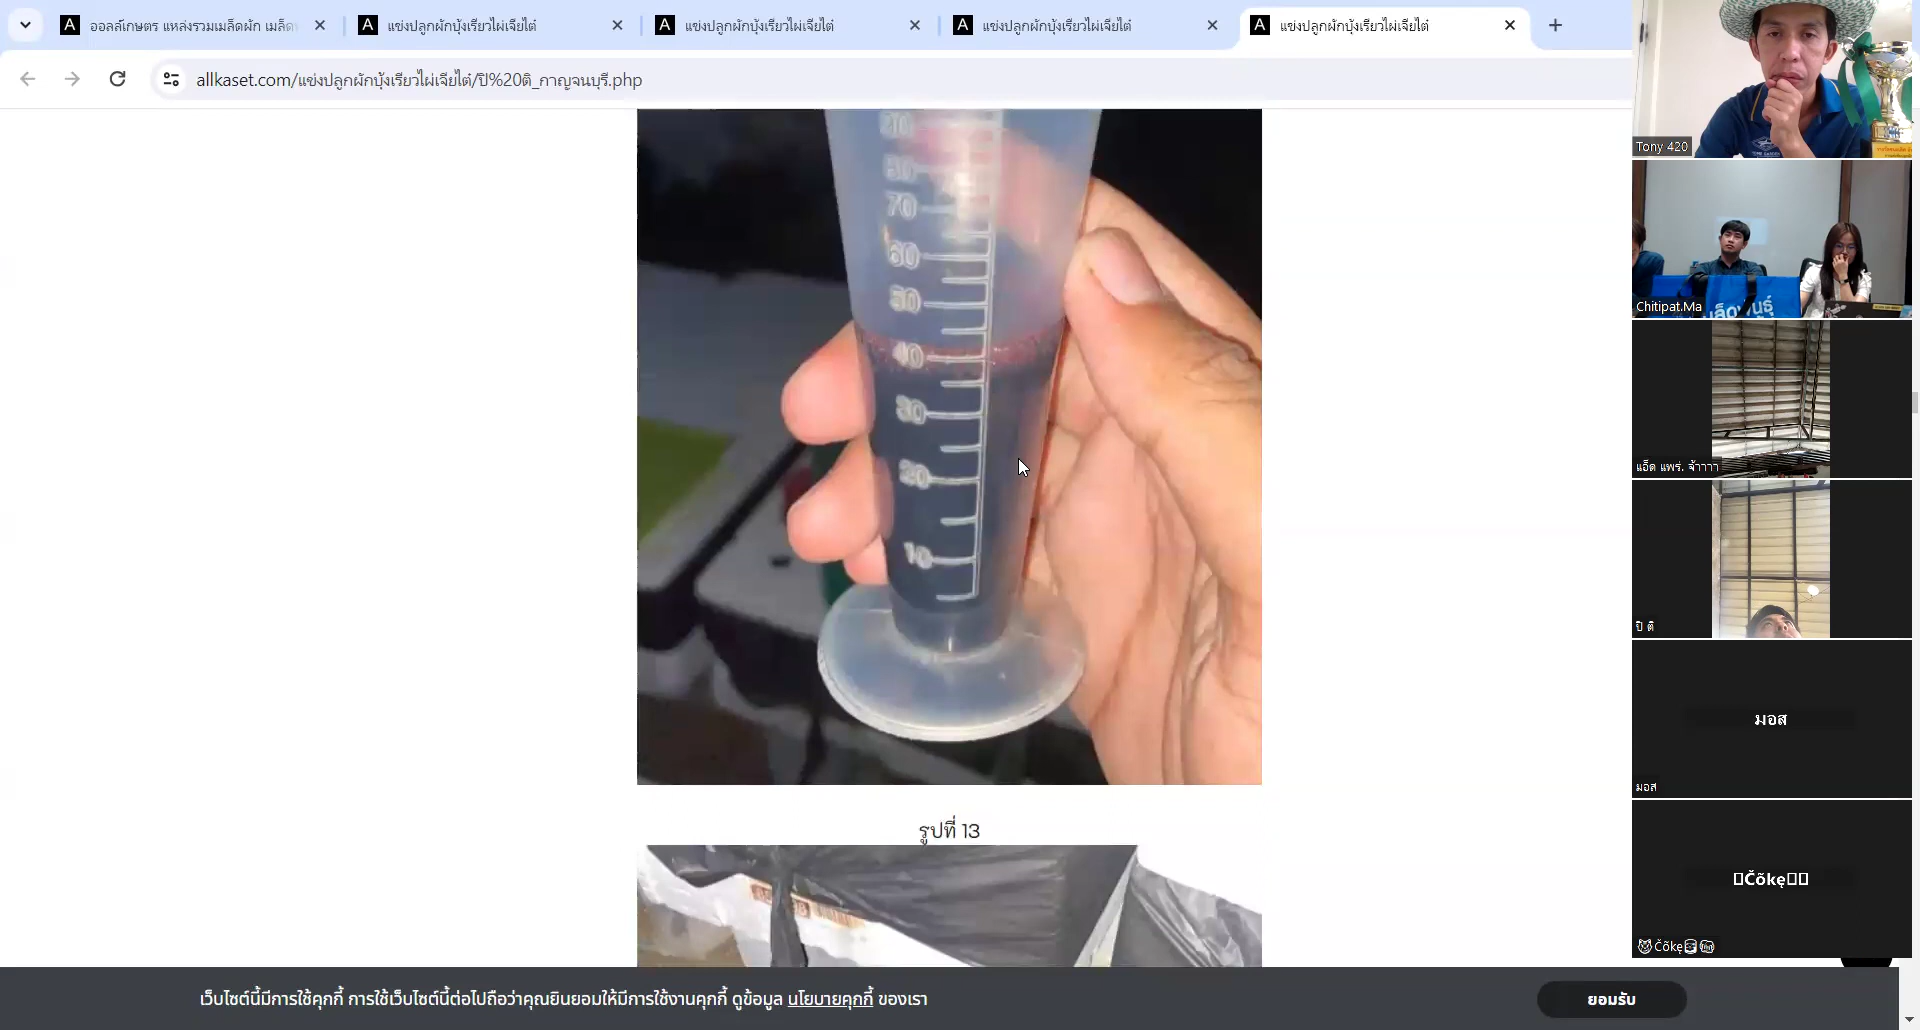 ออลล์เกษตร แหล่งรวมเมล็ดผัก เมล็ดพ
แข่งปลูกผักบุ้งเรียวไผ่เจียไต๋
แข่งปลูกผักบุ้งเรียวไผ่เจียไต๋
แข่งปลูกผักบุ้งเรียวไผ่เจียไต๋
แข่งปลูกผักบุ้งเรียวไผ่เจียไต๋
allkaset.com/แข่งปลูกผักบุ้งเรียวไผ่เจียไต๋/ปิ%20ติ_กาญจนบุรี.php
80
70
60
50
40
30
20
10
รูปที่ 13
Tony 420
Chitipat.Ma
แอ็ด แพร่. จ้าาาา
ปิ ติ
มอส
มอส
Čõkę
Čõkę
เว็บไซต์นี้มีการใช้คุกกี้ การใช้เว็บไซต์นี้ต่อไปถือว่าคุณยินยอมให้มีการใช้งานคุกกี้ ดูข้อมูล นโยบายคุกกี้ ของเรา
ยอมรับ